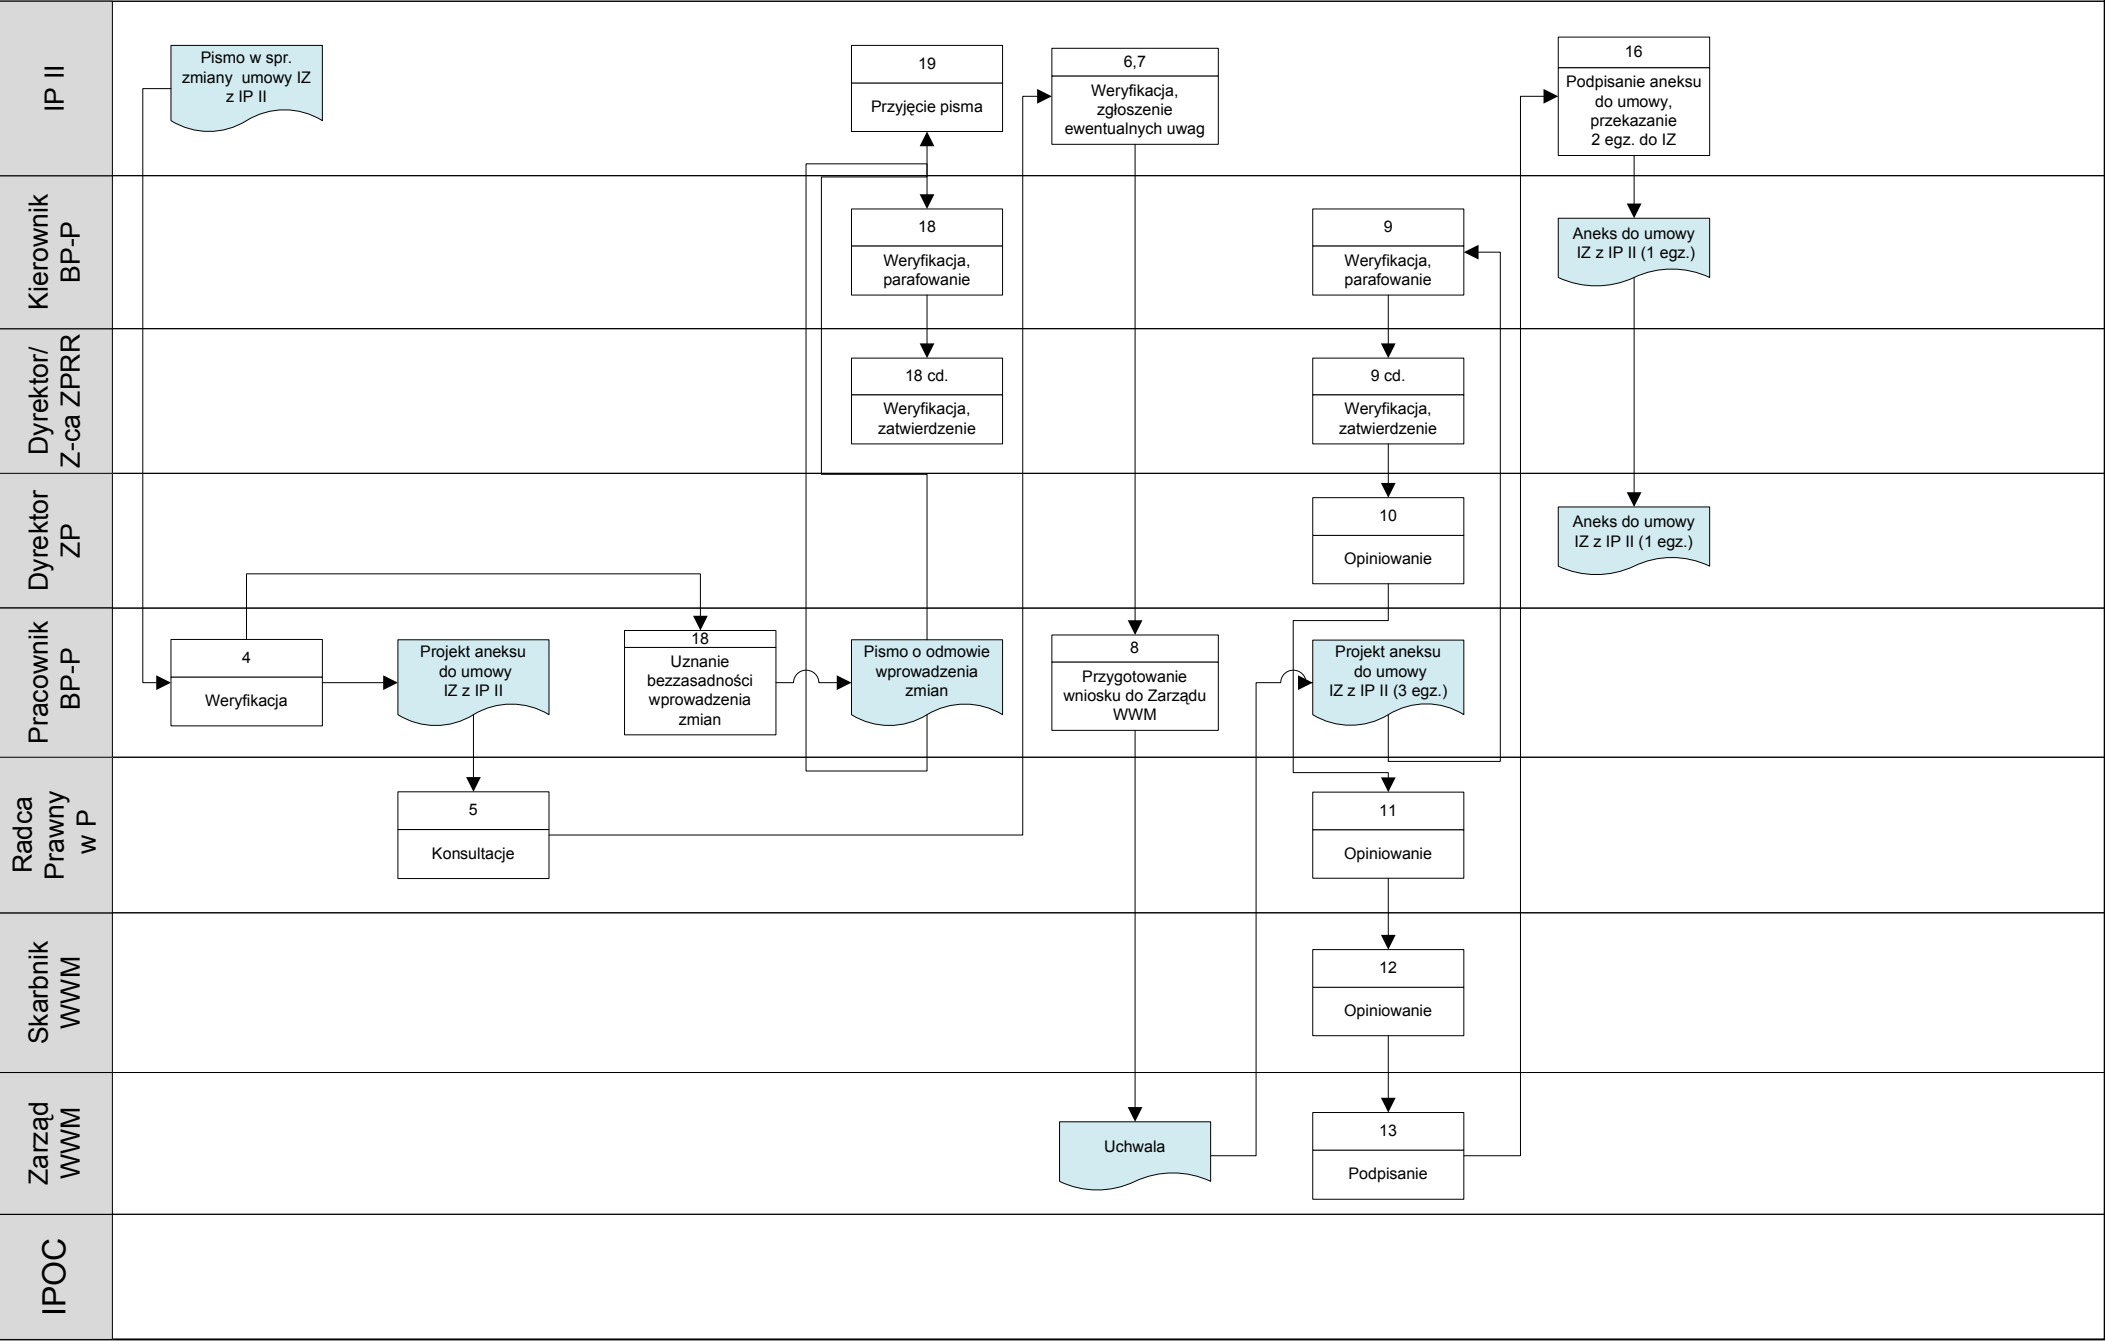 IP II
Pismo w spr.
zmiany umowy IZ
z IP II
19
Przyjęcie pisma
6,7
Weryfikacja,
zgłoszenie
ewentualnych uwag
16
Podpisanie aneksu
do umowy,
przekazanie
2 egz. do IZ
Kierownik
BP-P
18
Weryfikacja,
parafowanie
9
Weryfikacja,
parafowanie
Aneks do umowy
IZ z IP II (1 egz.)
Dyrektor/
Z-ca ZPRR
18 cd.
Weryfikacja,
zatwierdzenie
9 cd.
Weryfikacja,
zatwierdzenie
Dyrektor
ZP
10
Opiniowanie
Aneks do umowy
IZ z IP II (1 egz.)
Pracownik
BP-P
4
Weryfikacja
Projekt aneksu
do umowy
IZ z IP II
18
Uznanie
bezzasadności
wprowadzenia
zmian
Pismo o odmowie
wprowadzenia
zmian
8
Przygotowanie
wniosku do Zarządu
WWM
Projekt aneksu
do umowy
IZ z IP II (3 egz.)
Radca
Prawny
w P
5
Konsultacje
11
Opiniowanie
Skarbnik
WWM
12
Opiniowanie
Zarząd
WWM
Uchwala
13
Podpisanie
IPOC